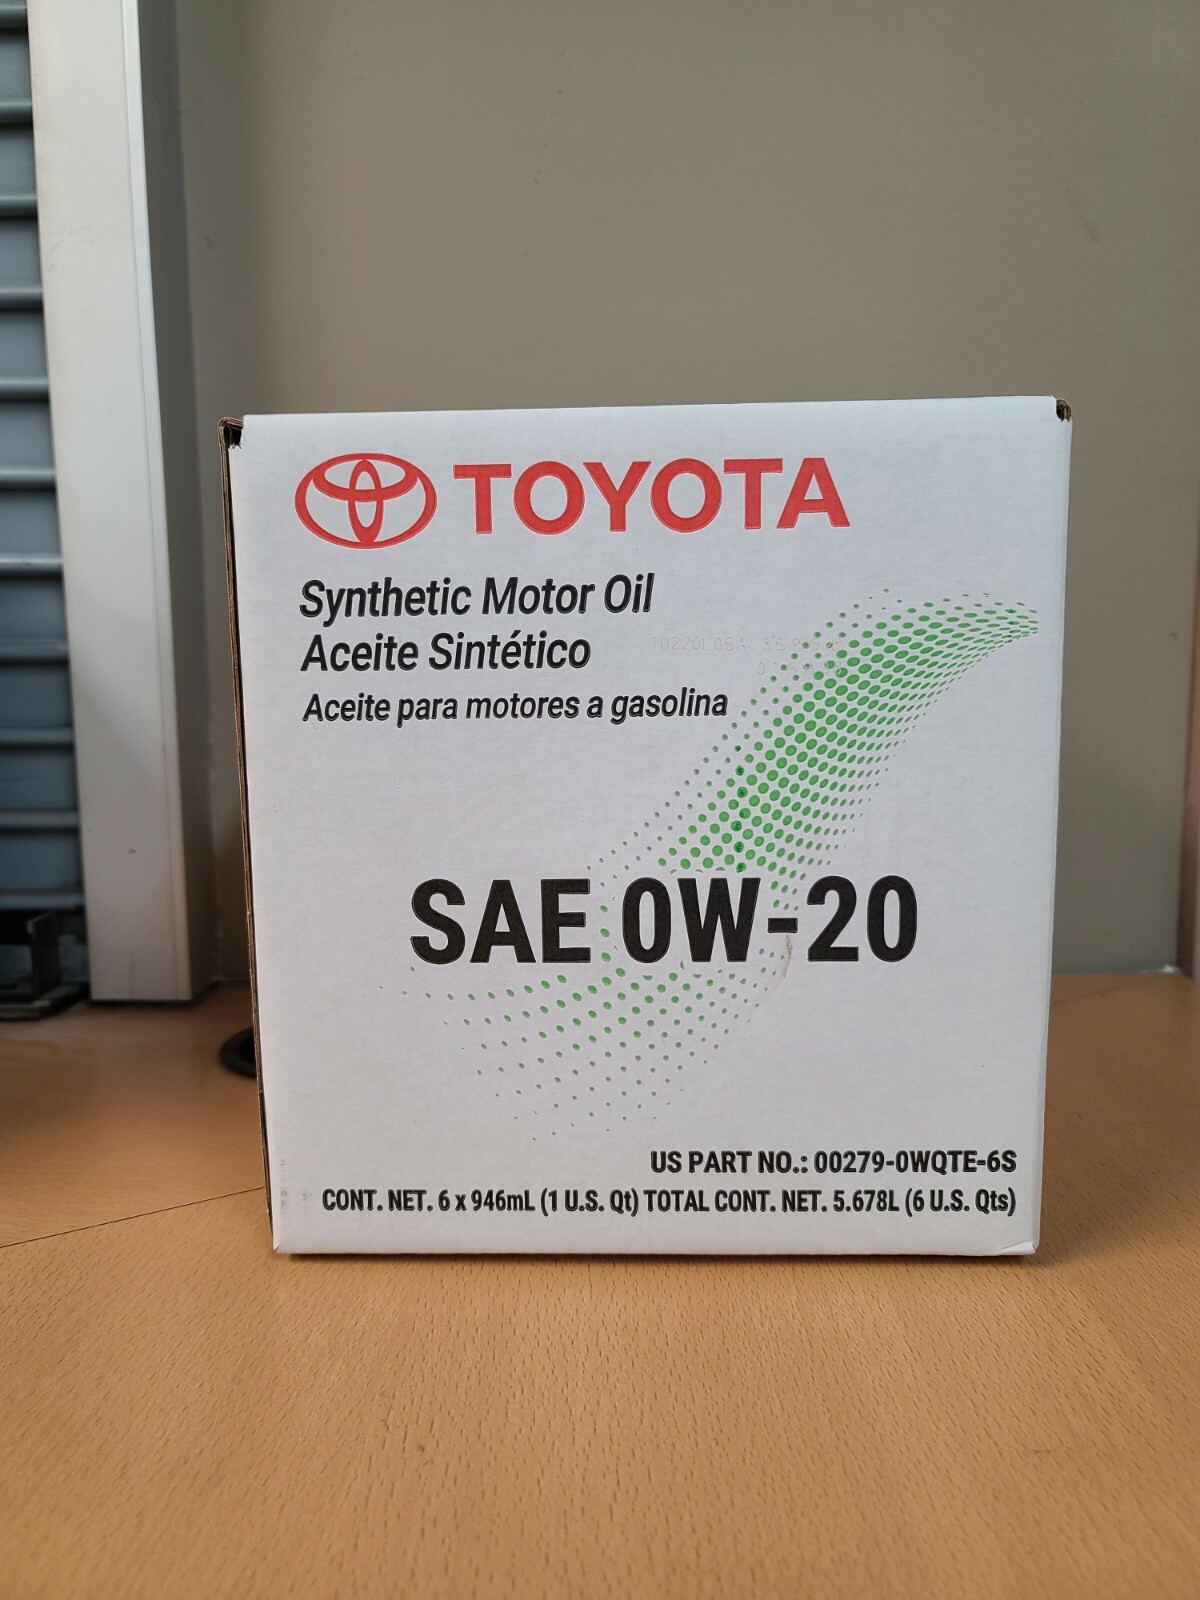 TOYOTA
Synthetic Motor Oil
Aceite Sintético
Aceite para motores a gasolina
SAE 0W-20
US PART NO.: 00279-0WQTE-6S
CONT. NET. 6 x 946mL (1 U.S. Qt) TOTAL CONT. NET. 5.678L (6 U.S. Qts)